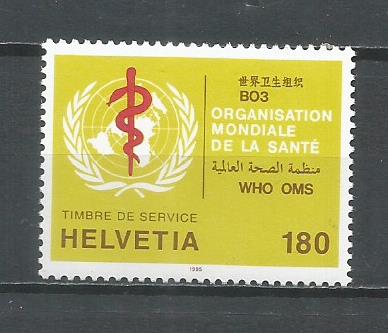 世界卫生组织
ВОЗ
ORGANISATION
MONDIALE
DE LA SANTÉ
منظمة الصحة العالمية
WHO OMS
TIMBRE DE SERVICE
HELVETIA 180
1995